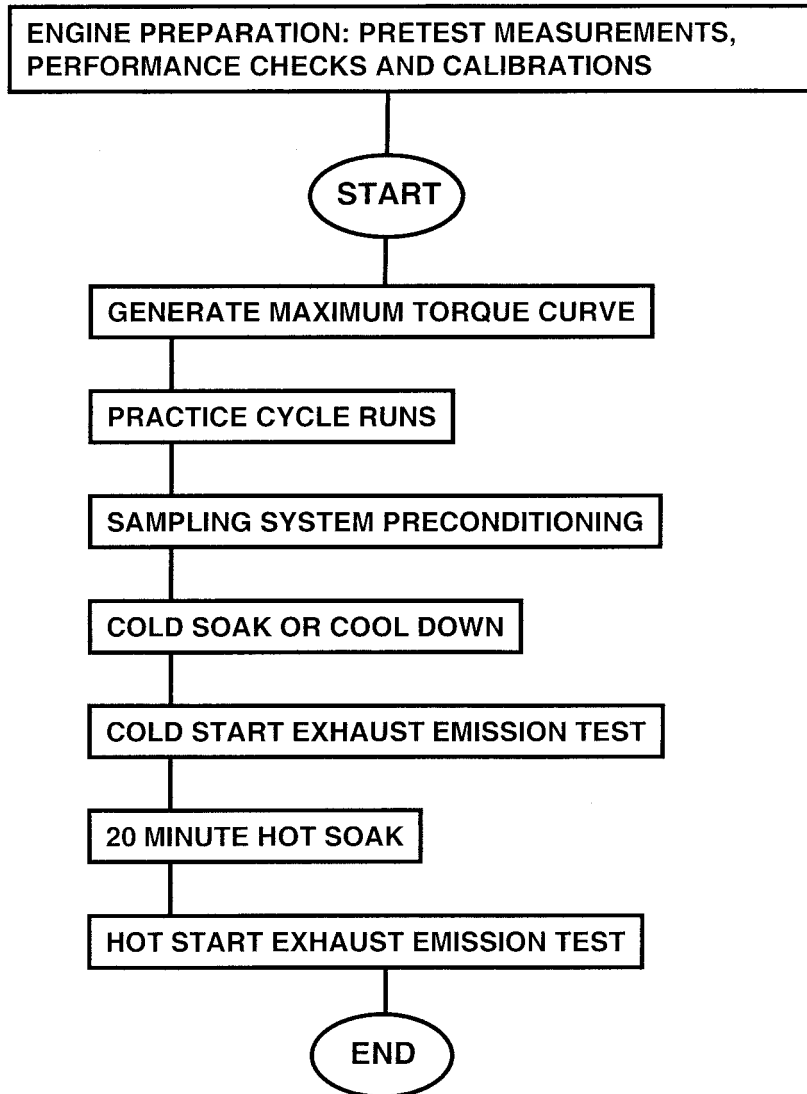 ENGINE PREPARATION: PRETEST MEASUREMENTS,
PERFORMANCE CHECKS AND CALIBRATIONS
START
GENERATE MAXIMUM TORQUE CURVE
PRACTICE CYCLE RUNS
SAMPLING SYSTEM PRECONDITIONING
COLD SOAK OR COOL DOWN
COLD START EXHAUST EMISSION TEST
20 MINUTE HOT SOAK
HOT START EXHAUST EMISSION TEST
END